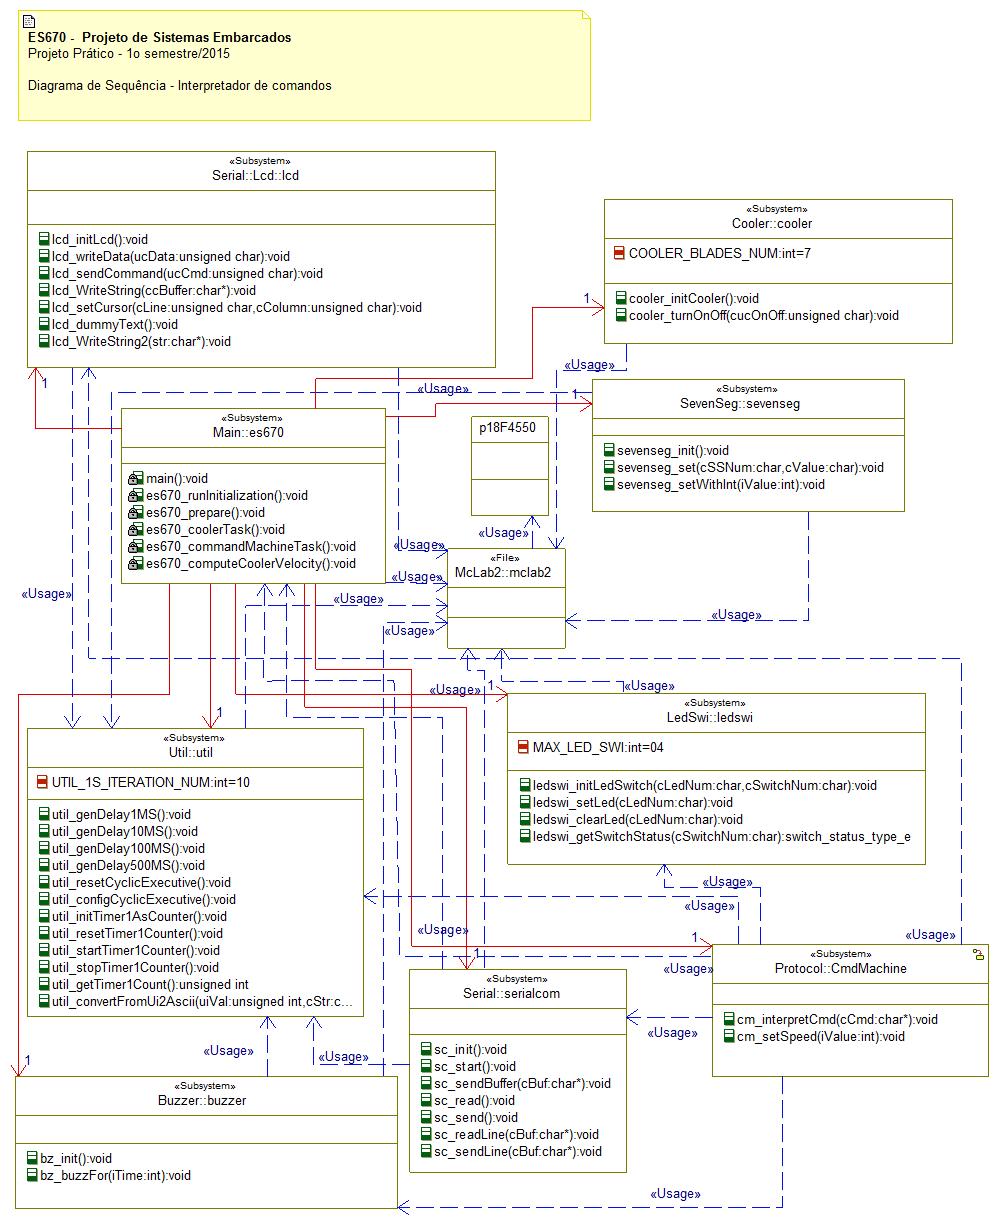 ES670 - Projeto de Sistemas Embarcados
Projeto Prático - 1o semestre/2015
Diagrama de Sequência - Interpretador de comandos
«Subsystem»
Serial::Lcd::lcd
lcd_initLcd():void
lcd_writeData(ucData:unsigned char):void
lcd_sendCommand(ucCmd:unsigned char):void
lcd_WriteString(ccBuffer:char*):void
lcd_setCursor(cLine:unsigned char,cColumn:unsigned char):void
lcd_dummyText():void
lcd_WriteString2(str:char*):void
«Subsystem»
Cooler::cooler
COOLER_BLADES_NUM:int=7
cooler_initCooler():void
cooler_turnOnOff(cucOnOff:unsigned char):void
1
«Usage»
1
«Usage»
1
«Subsystem»
SevenSeg::sevenseg
sevenseg_init():void
sevenseg_set(cSSNum:char,cValue:char):void
sevenseg_setWithInt(iValue:int):void
«Subsystem»
Main::es670
main():void
es670_runInitialization():void
es670_prepare():void
es670_coolerTask():void
es670_commandMachineTask():void
es670_computeCoolerVelocity():void
p18F4550
«Usage»
«Usage»
«File»
McLab2::mclab2
«Usage»
«Usage»
«Usage»
«Usage»
«Usage»
«Usage»
1
«Usage»
1
«Subsystem»
LedSwi::ledswi
MAX_LED_SWI:int=04
ledswi_initLedSwitch(cLedNum:char,cSwitchNum:char):void
ledswi_setLed(cLedNum:char):void
ledswi_clearLed(cLedNum:char):void
ledswi_getSwitchStatus(cSwitchNum:char):switch_status_type_e
«Subsystem»
Util::util
UTIL_1S_ITERATION_NUM:int=10
util_genDelay1MS():void
util_genDelay10MS():void
util_genDelay100MS():void
util_genDelay500MS():void
util_resetCyclicExecutive():void
util_configCyclicExecutive():void
util_initTimer1AsCounter():void
util_resetTimer1Counter():void
util_startTimer1Counter():void
util_stopTimer1Counter():void
util_getTimer1Count():unsigned int
util_convertFromUi2Ascii(uiVal:unsigned int,cStr:c...
«Usage»
«Usage»
«Usage»
«Usage»
1
1
«Usage»
«Subsystem»
Protocol::CmdMachine
cm_interpretCmd(cCmd:char*):void
cm_setSpeed(iValue:int):void
«Subsystem»
Serial::serialcom
sc_init():void
sc_start():void
sc_sendBuffer(cBuf:char*):void
sc_read():void
sc_send():void
sc_readLine(cBuf:char*):void
sc_sendLine(cBuf:char*):void
«Usage»
«Usage»
«Usage»
1
«Subsystem»
Buzzer::buzzer
bz_init():void
bz_buzzFor(iTime:int):void
«Usage»